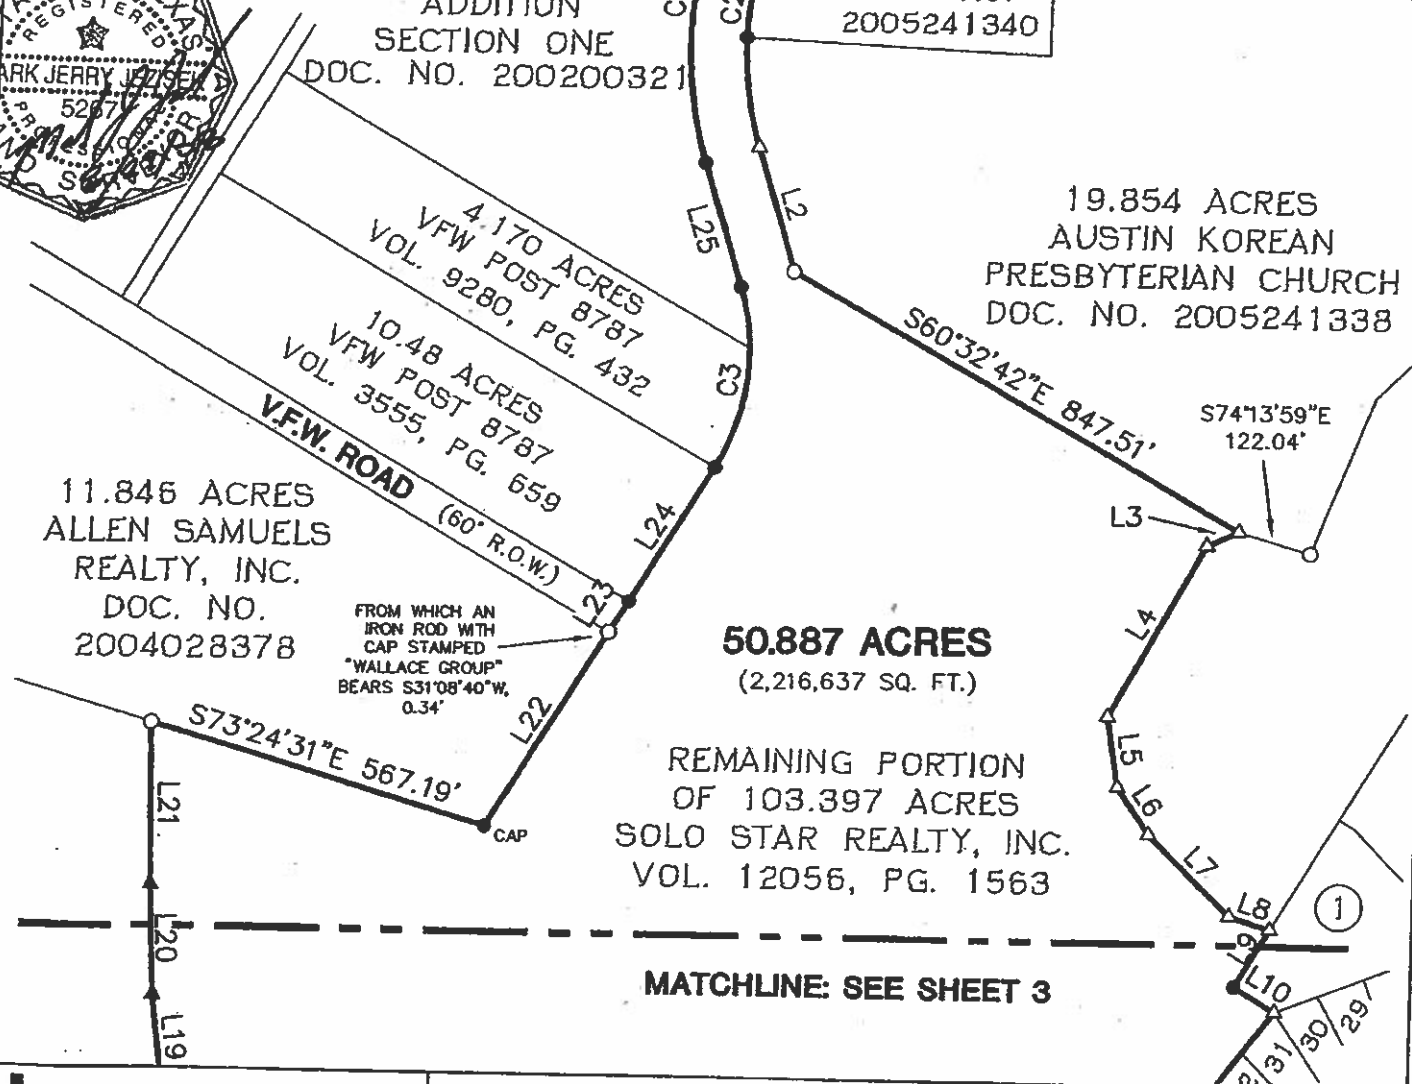 REGISTERED
ARK JERRY JEZISEK
5267
ADDITION
SECTION ONE
DOC. NO. 200200321
2005241340
L2
L25
C3
19.854 ACRES
AUSTIN KOREAN
PRESBYTERIAN CHURCH
DOC. NO. 2005241338
4.170 ACRES
VFW POST 8787
VOL. 9280, PG. 432
10.48 ACRES
VFW POST 8787
VOL. 3555, PG. 659
V.F.W. ROAD (60' R.O.W.)
S60°32'42"E 847.51'
S74°13'59"E
122.04'
L3
L24
L23
L4
11.846 ACRES
ALLEN SAMUELS
REALTY, INC.
DOC. NO.
2004028378
FROM WHICH AN
IRON ROD WITH
CAP STAMPED
"WALLACE GROUP"
BEARS S31°08'40"W,
0.34'
50.887 ACRES
(2,216,637 SQ. FT.)
L22
S73°24'31"E 567.19'
CAP
REMAINING PORTION
OF 103.397 ACRES
SOLO STAR REALTY, INC.
VOL. 12056, PG. 1563
L5
L6
L7
L8
1
L21
L20
L9
MATCHLINE: SEE SHEET 3
L10
L19
31
30
29